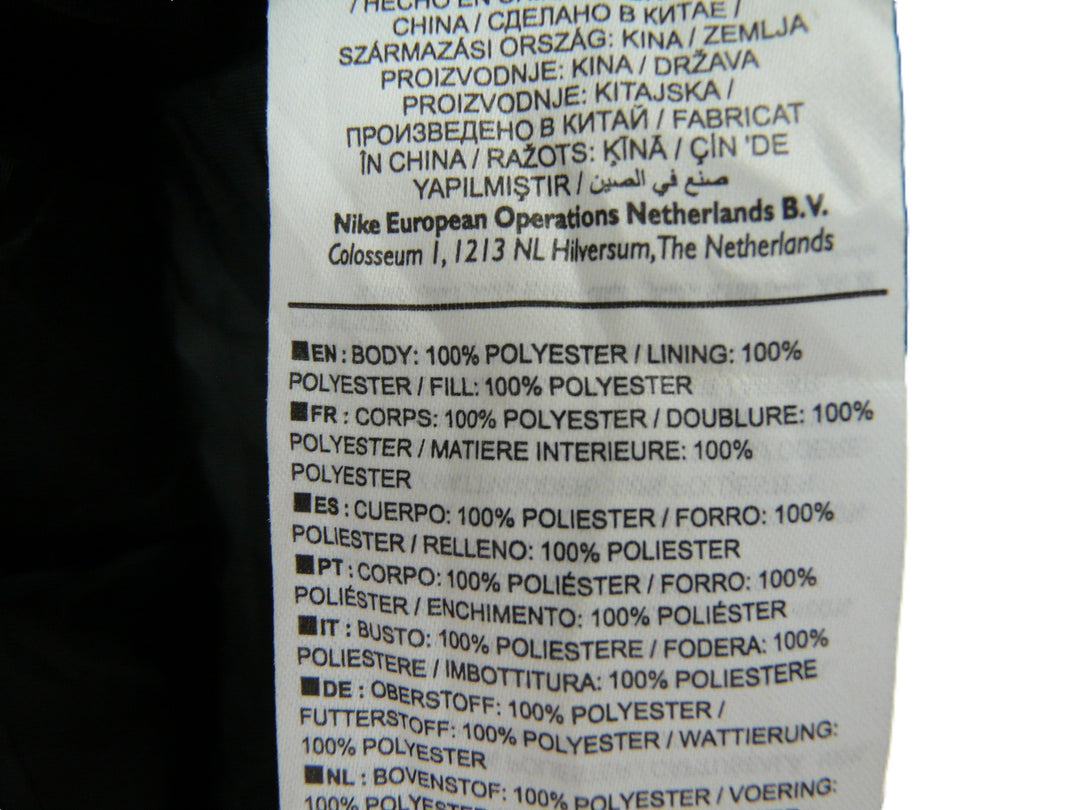 / HECHO EN
CHINA / СДЕЛАНО В КИТАЕ /
SZÁRMAZÁSI ORSZÁG: KINA / ZEMLJA
PROIZVODNJE: KINA / DRŽAVA
PROIZVODNJE: KITAJSKA /
ПРОИЗВЕДЕНО В КИТАЙ / FABRICAT
ÎN CHINA / RAŽOTS: ĶĪNĀ / ÇİN 'DE
YAPILMIŞTIR / صنع في الصين
Nike European Operations Netherlands B.V.
Colosseum 1, 1213 NL Hilversum, The Netherlands
EN : BODY: 100% POLYESTER / LINING: 100%
POLYESTER / FILL: 100% POLYESTER
FR : CORPS: 100% POLYESTER / DOUBLURE: 100%
POLYESTER / MATIERE INTERIEURE: 100%
POLYESTER
ES : CUERPO: 100% POLIESTER / FORRO: 100%
POLIESTER / RELLENO: 100% POLIESTER
PT : CORPO: 100% POLIÉSTER / FORRO: 100%
POLIÉSTER / ENCHIMENTO: 100% POLIÉSTER
IT : BUSTO: 100% POLIESTERE / FODERA: 100%
POLIESTERE / IMBOTTITURA: 100% POLIESTERE
DE : OBERSTOFF: 100% POLYESTER /
FUTTERSTOFF: 100% POLYESTER / WATTIERUNG:
100% POLYESTER
NL : BOVENSTOF: 100% POLYESTER / VOERING:
100% POLYESTER